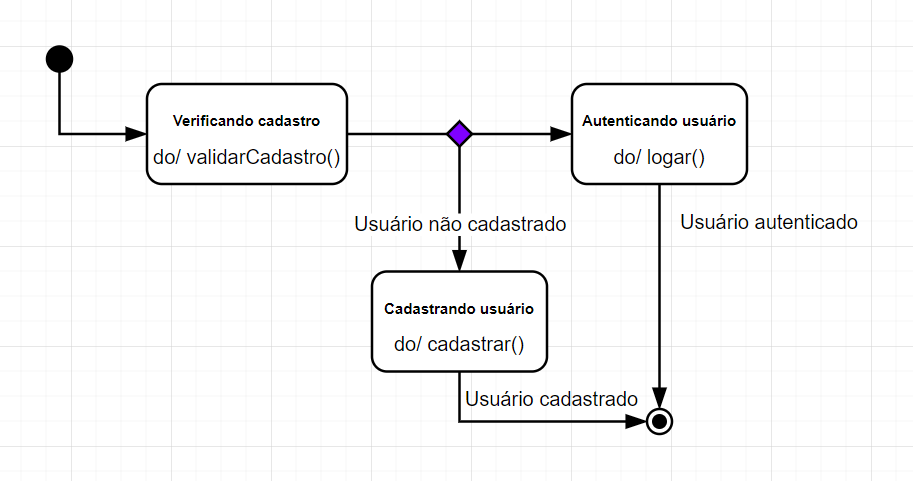 Verificando cadastro
do/ validarCadastro()
Autenticando usuário
do/ logar()
Usuário não cadastrado
Usuário autenticado
Cadastrando usuário
do/ cadastrar()
Usuário cadastrado